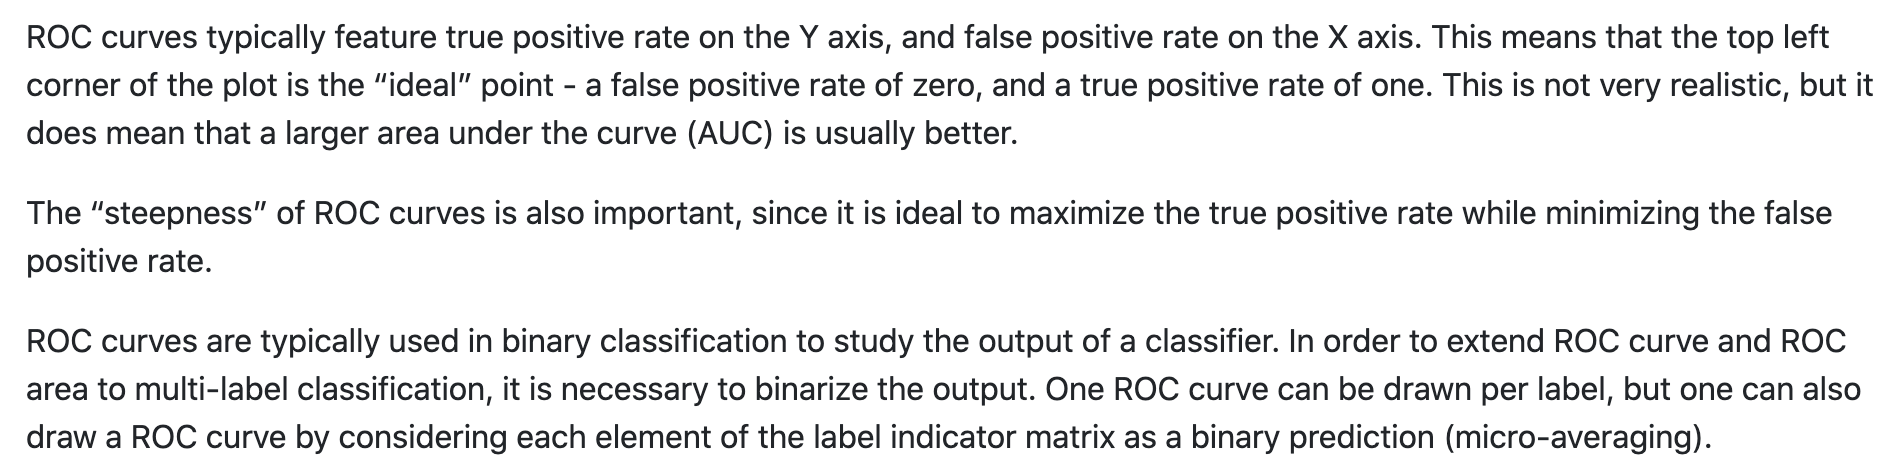 ROC curves typically feature true positive rate on the Y axis, and false positive rate on the X axis. This means that the top left
corner of the plot is the “ideal” point - a false positive rate of zero, and a true positive rate of one. This is not very realistic, but it
does mean that a larger area under the curve (AUC) is usually better.
The “steepness” of ROC curves is also important, since it is ideal to maximize the true positive rate while minimizing the false
positive rate.
ROC curves are typically used in binary classification to study the output of a classifier. In order to extend ROC curve and ROC
area to multi-label classification, it is necessary to binarize the output. One ROC curve can be drawn per label, but one can also
draw a ROC curve by considering each element of the label indicator matrix as a binary prediction (micro-averaging).